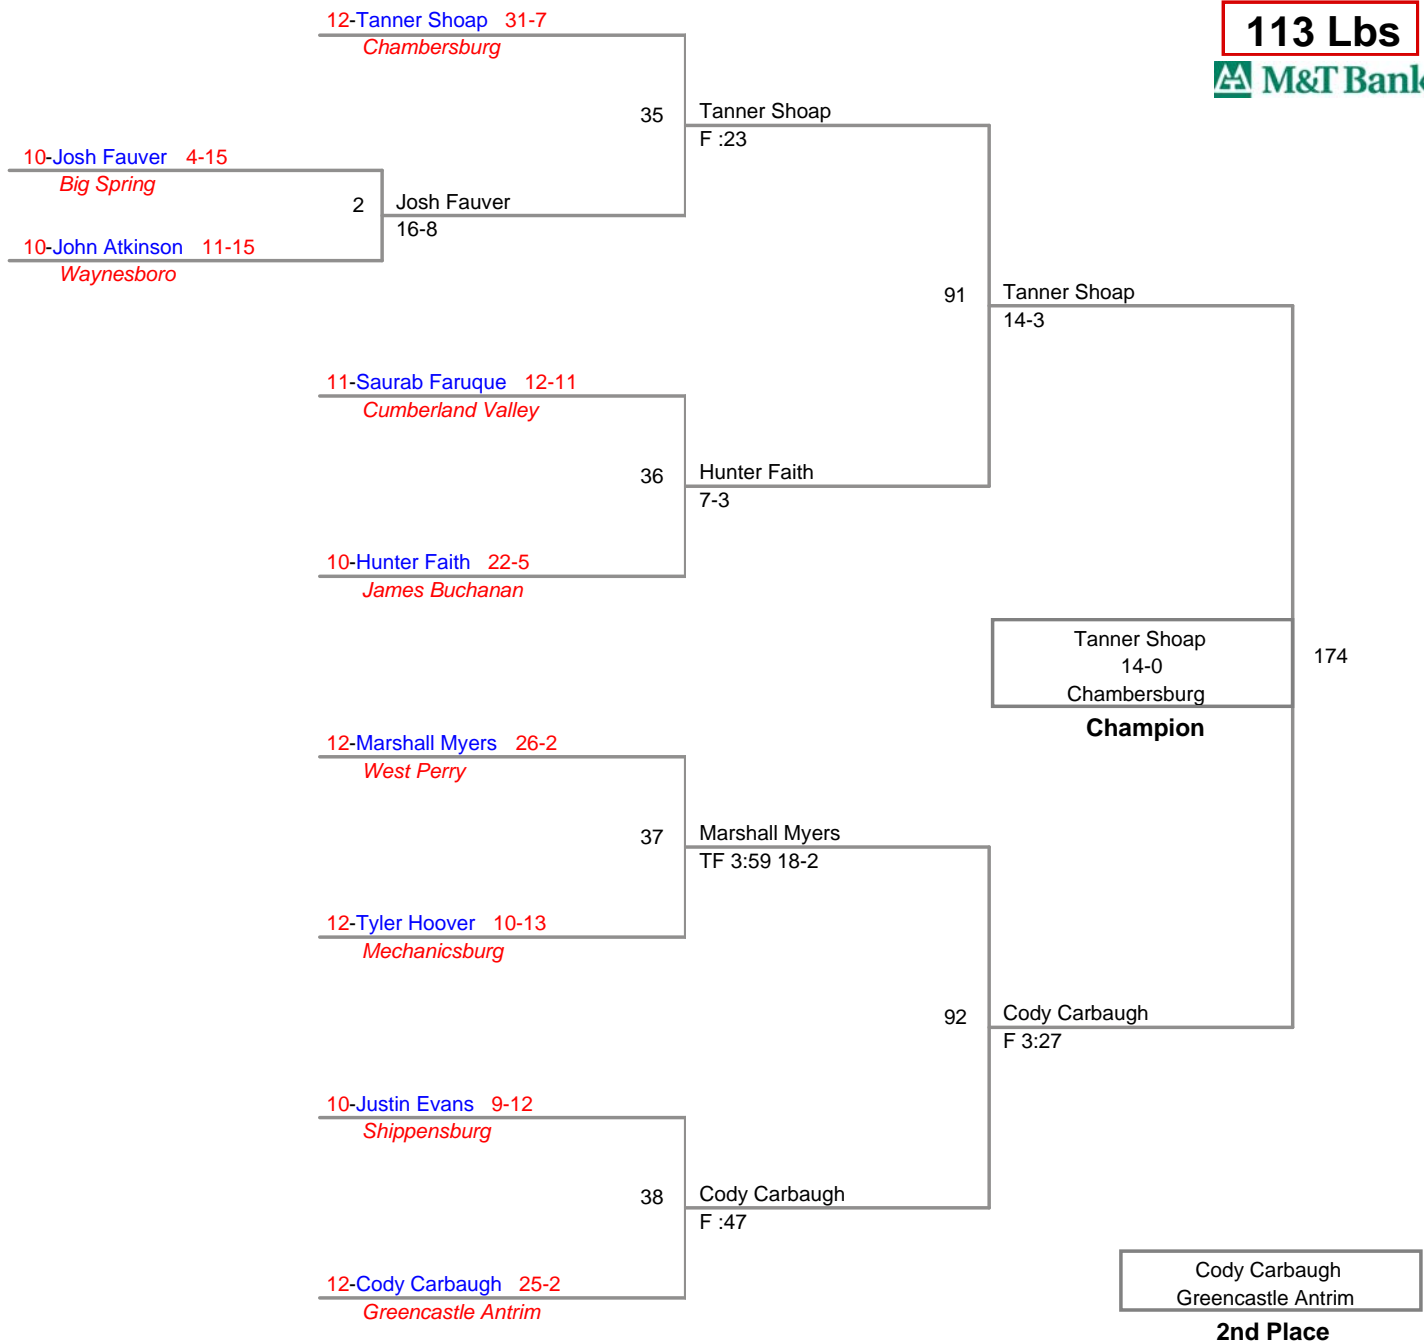 12-Tanner Shoap 31-7
Chambersburg
113 Lbs
M&T Bank
35
Tanner Shoap
F :23
10-Josh Fauver 4-15
Big Spring
2
Josh Fauver
16-8
10-John Atkinson 11-15
Waynesboro
91
Tanner Shoap
14-3
11-Saurab Faruque 12-11
Cumberland Valley
36
Hunter Faith
7-3
10-Hunter Faith 22-5
James Buchanan
Tanner Shoap
14-0
Chambersburg
174
Champion
12-Marshall Myers 26-2
West Perry
37
Marshall Myers
TF 3:59 18-2
12-Tyler Hoover 10-13
Mechanicsburg
92
Cody Carbaugh
F 3:27
10-Justin Evans 9-12
Shippensburg
38
Cody Carbaugh
F :47
12-Cody Carbaugh 25-2
Greencastle Antrim
Cody Carbaugh
Greencastle Antrim
2nd Place